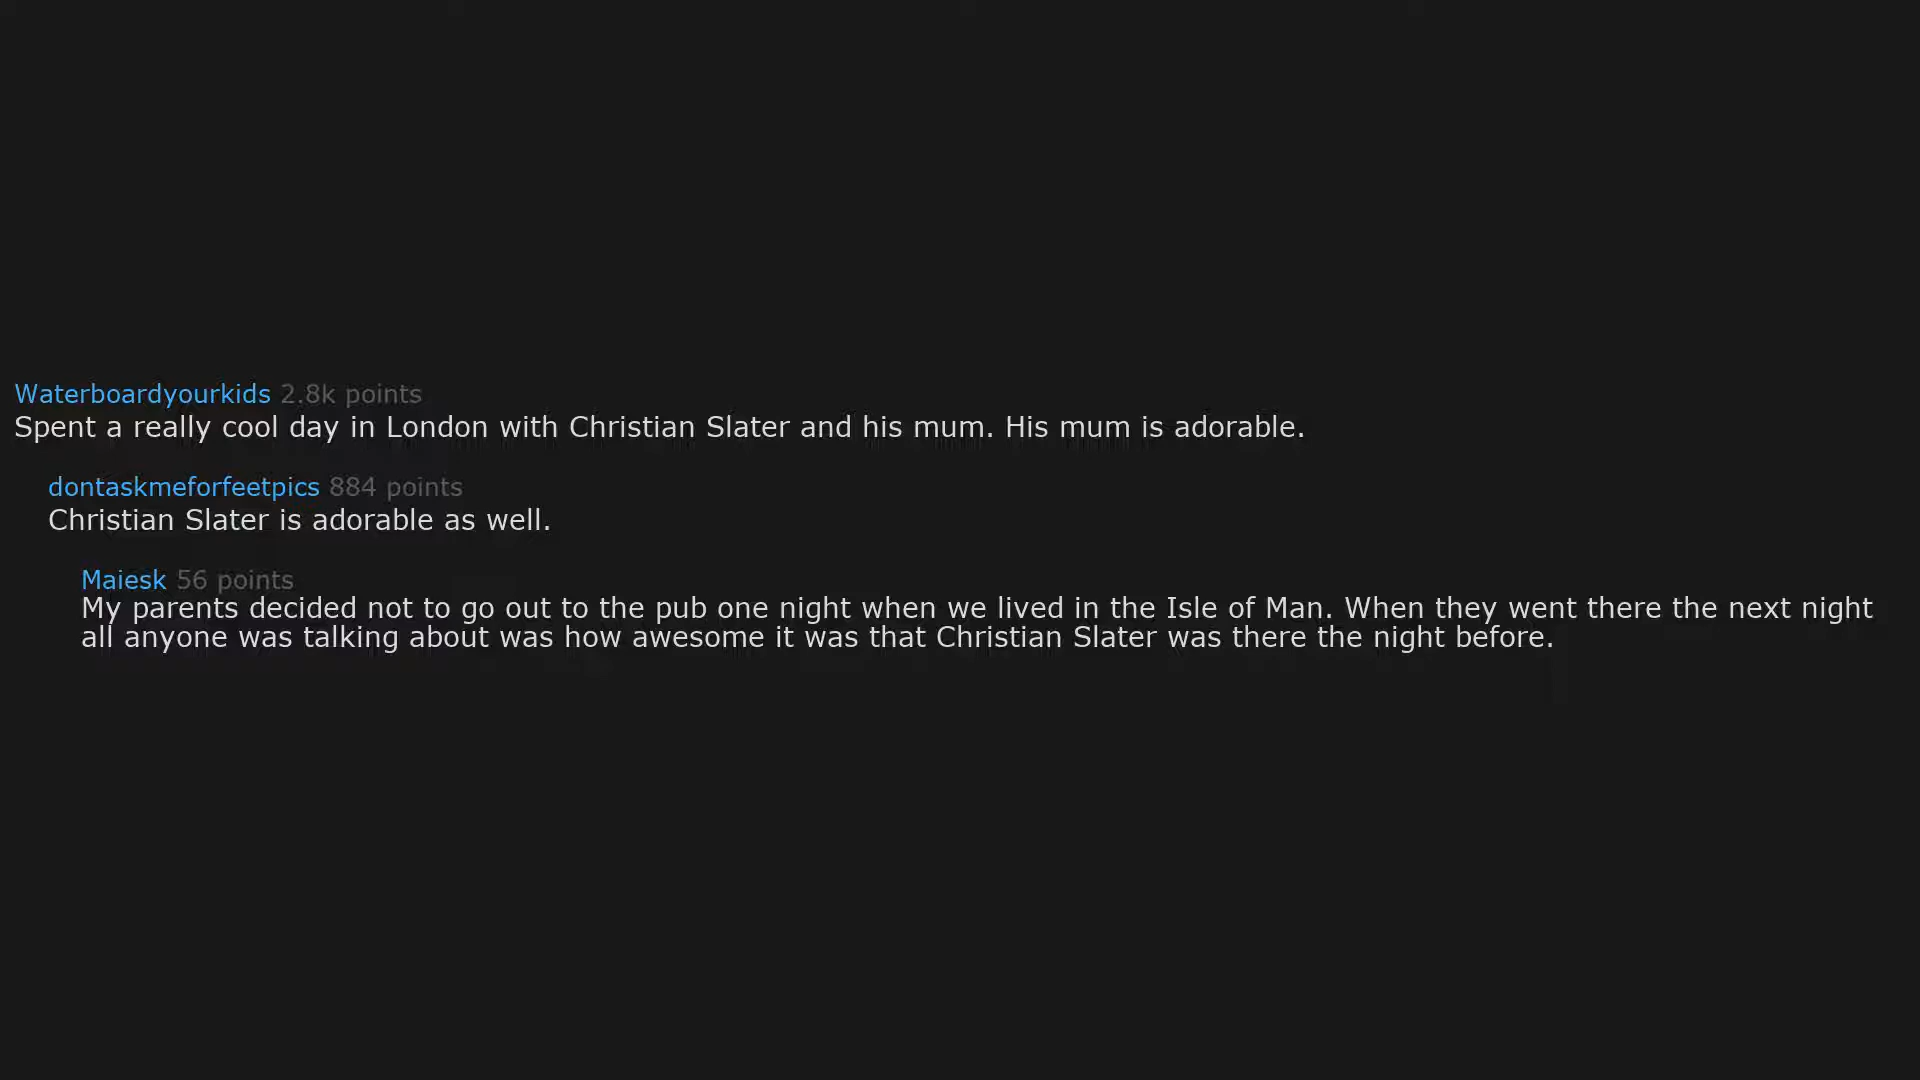 Waterboardyourkids 2.8k points
Spent a really cool day in London with Christian Slater and his mum. His mum is adorable.
dontaskmeforfeetpics 884 points
Christian Slater is adorable as well.
Maiesk 56 points
My parents decided not to go out to the pub one night when we lived in the Isle of Man. When they went there the next night
all anyone was talking about was how awesome it was that Christian Slater was there the night before.